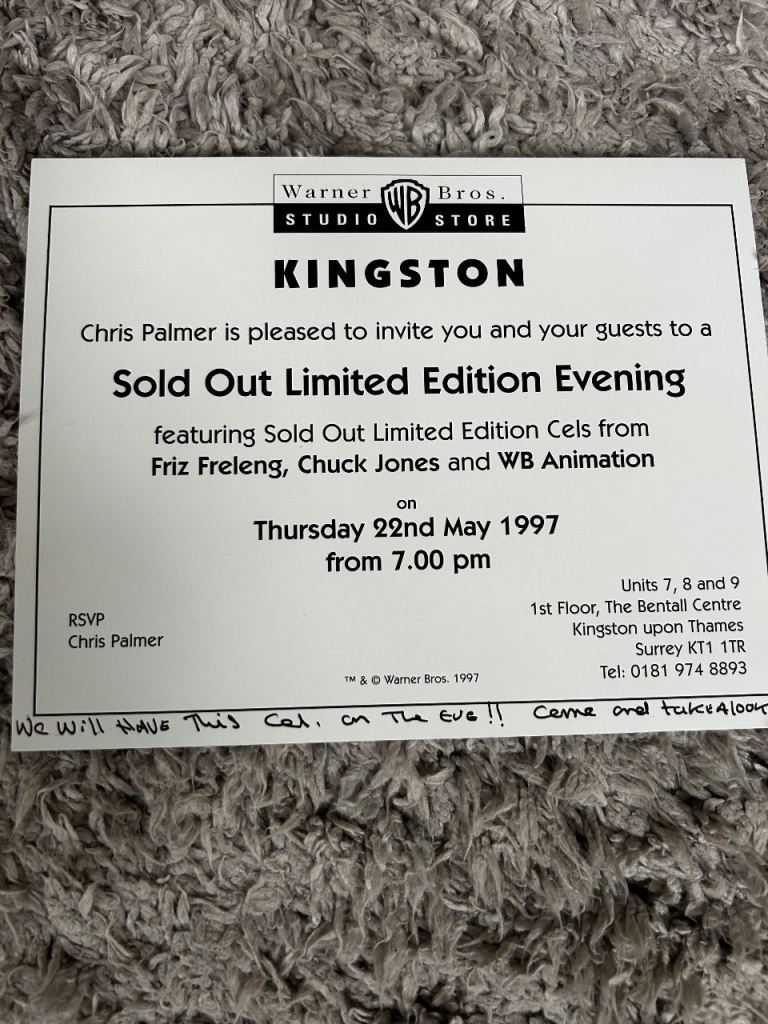 Warner Bros.
WB
STUDIO STORE
KINGSTON
Chris Palmer is pleased to invite you and your guests to a
Sold Out Limited Edition Evening
featuring Sold Out Limited Edition Cels from
Friz Freleng, Chuck Jones and WB Animation
on
Thursday 22nd May 1997
from 7.00 pm
RSVP
Chris Palmer
Units 7, 8 and 9
1st Floor, The Bentall Centre
Kingston upon Thames
Surrey KT1 1TR
Tel: 0181 974 8893
™ & © Warner Bros. 1997
We Will HAVE This Cel. on The EVE!! Come and take A look